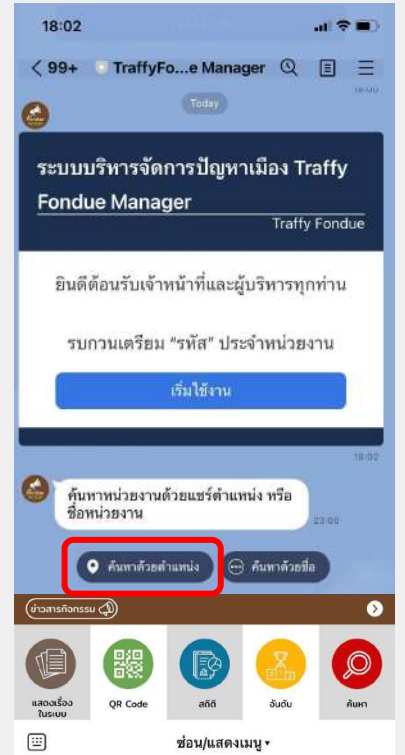 18:02
99+ TraffyFo...e Manager
18:00
Today
ระบบบริหารจัดการปัญหาเมือง Traffy
Fondue Manager
Traffy Fondue
ยินดีต้อนรับเจ้าหน้าที่และผู้บริหารทุกท่าน
รบกวนเตรียม “รหัส” ประจำหน่วยงาน
เริ่มใช้งาน
18:02
ค้นหาหน่วยงานด้วยแชร์ตำแหน่ง หรือ
ชื่อหน่วยงาน
23:00
ค้นหาด้วยตำแหน่ง
ค้นหาด้วยชื่อ
ข่าวสารกิจกรรม
แสดงเรื่อง
ในระบบ
QR Code
สถิติ
อันดับ
ค้นหา
ซ่อน/แสดงเมนู